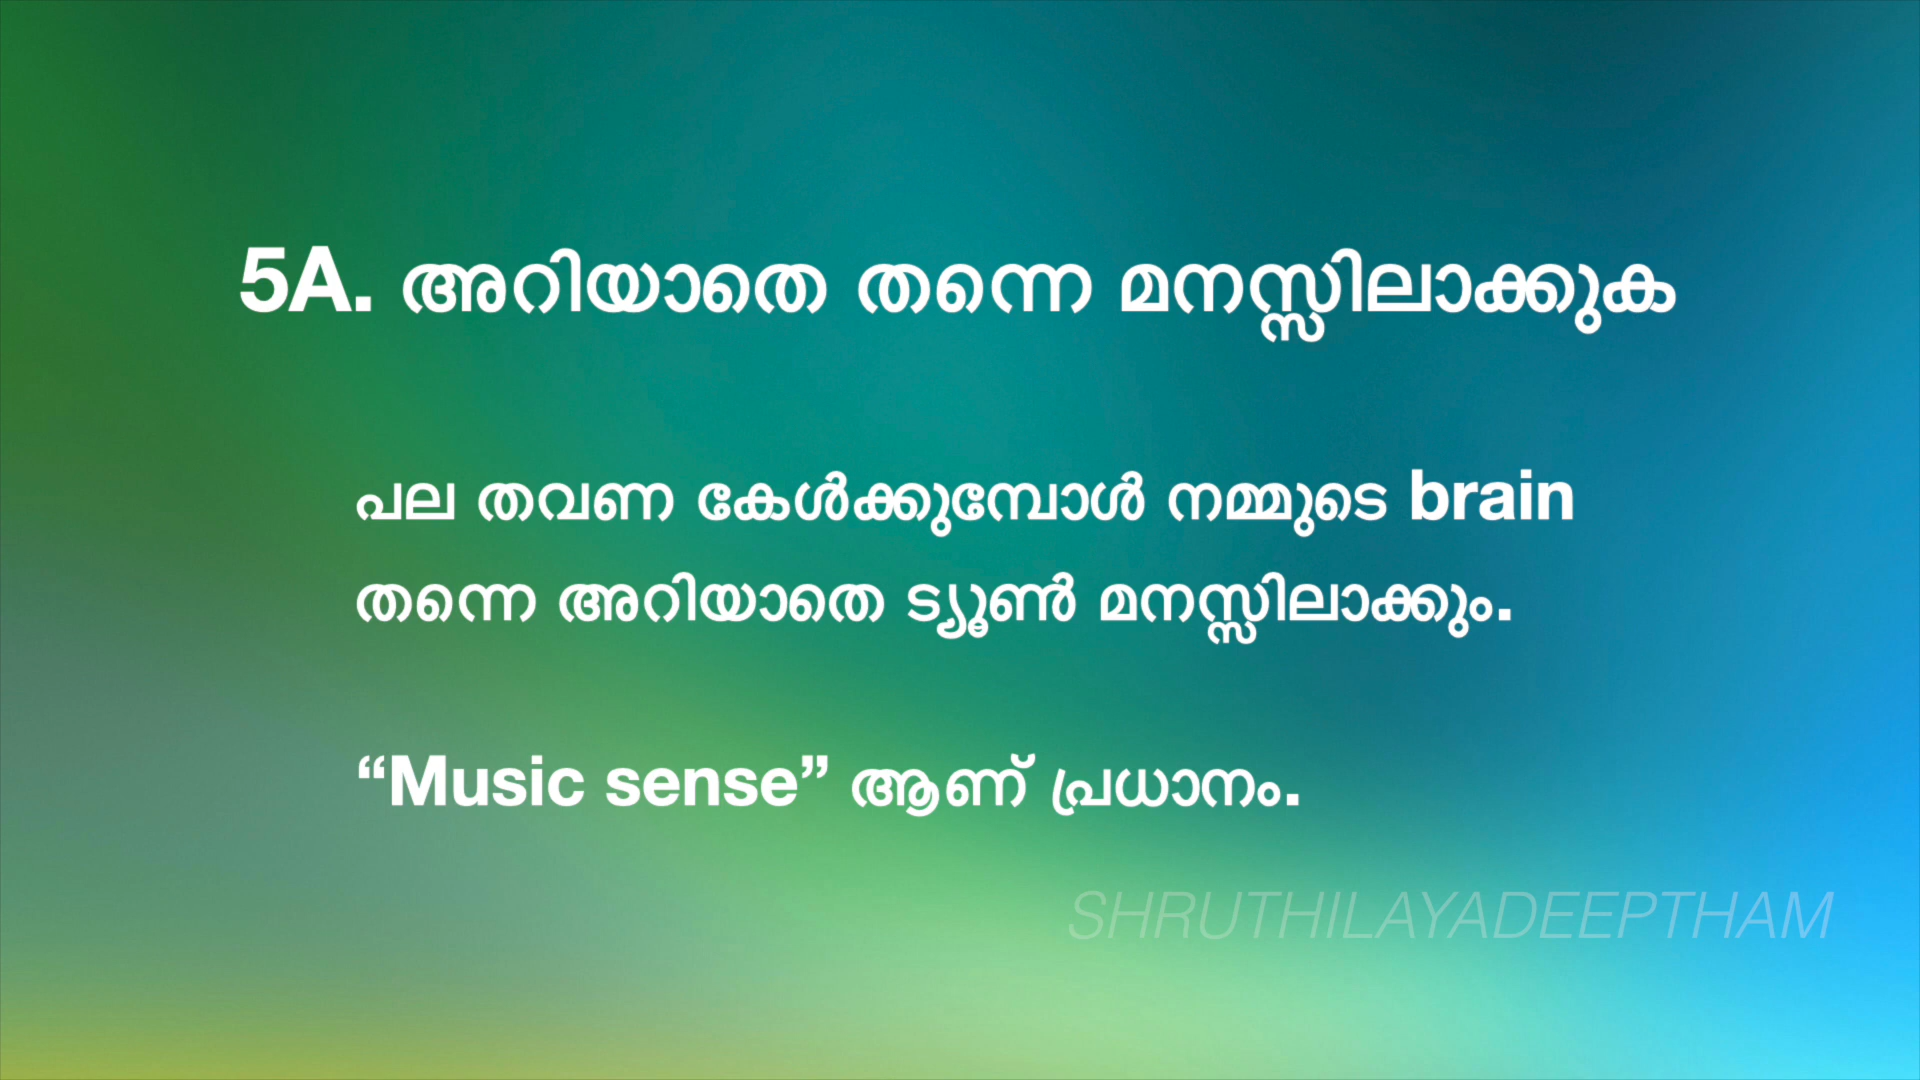 5A. അറിയാതെ തന്നെ മനസ്സിലാക്കുക
പല തവണ കേൾക്കുമ്പോൾ നമ്മുടെ brain
തന്നെ അറിയാതെ ട്യൂൺ മനസ്സിലാക്കും.
“Music sense” ആണ് പ്രധാനം.
SHRUTHILAYADEEPTHAM